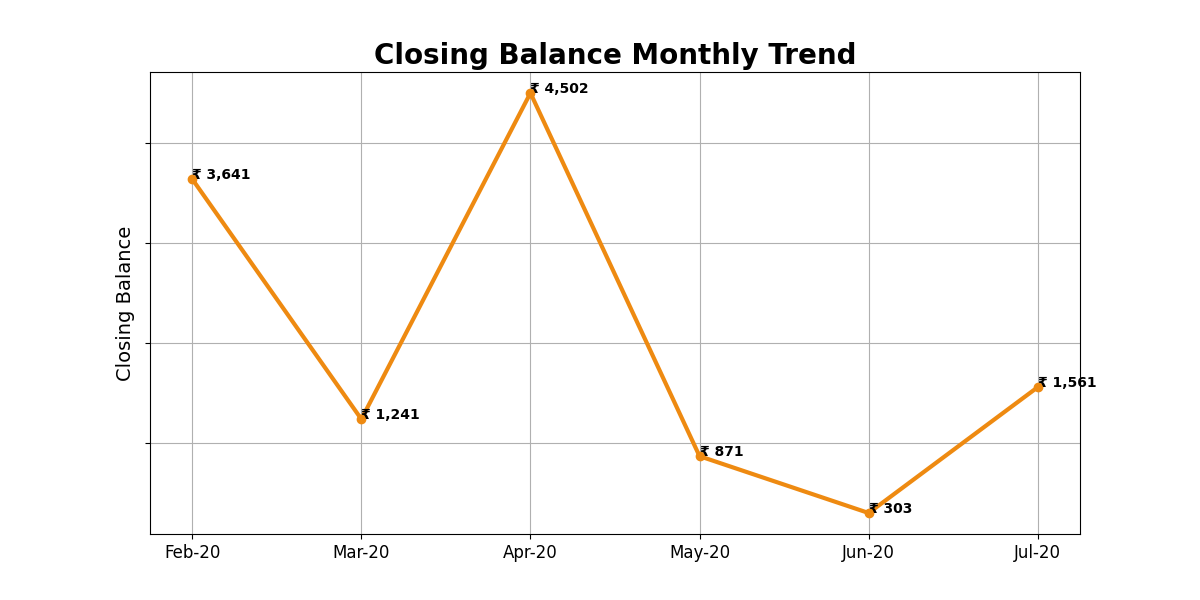 Closing Balance Monthly Trend
₹ 4,502
₹ 3,641
₹ 1,241
₹ 871
₹ 303
₹ 1,561
Closing Balance
Feb-20
Mar-20
Apr-20
May-20
Jun-20
Jul-20